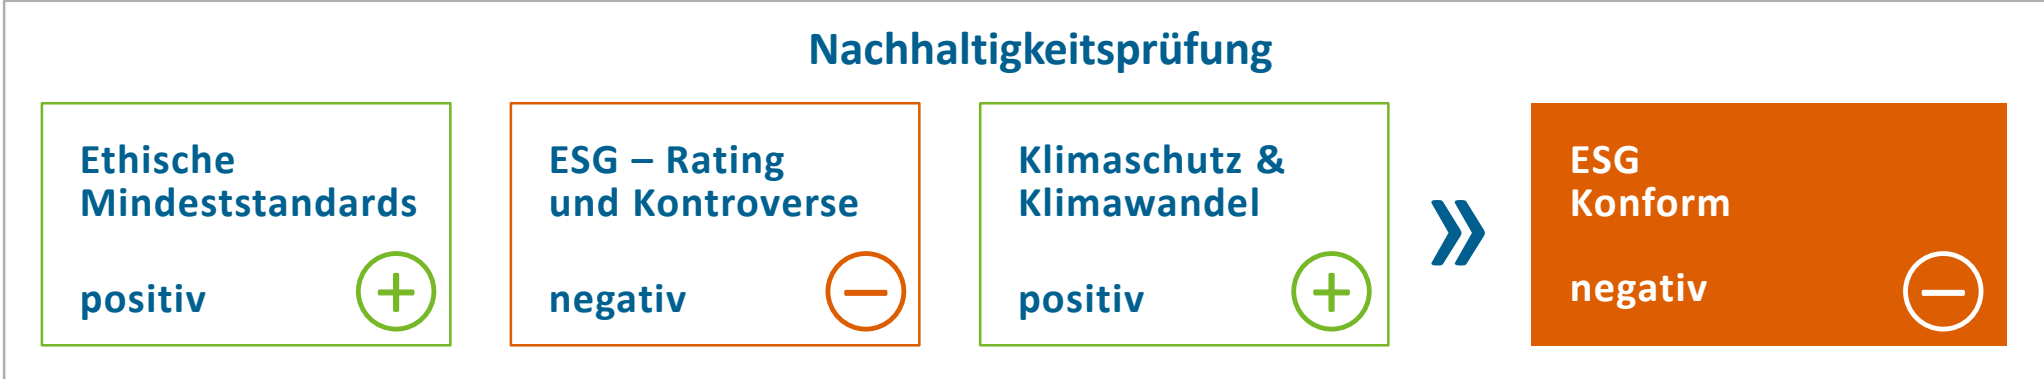 Nachhaltigkeitsprüfung
Ethische
Mindeststandards
positiv
ESG – Rating
und Kontroverse
negativ
Klimaschutz &
Klimawandel
positiv
ESG
Konform
negativ